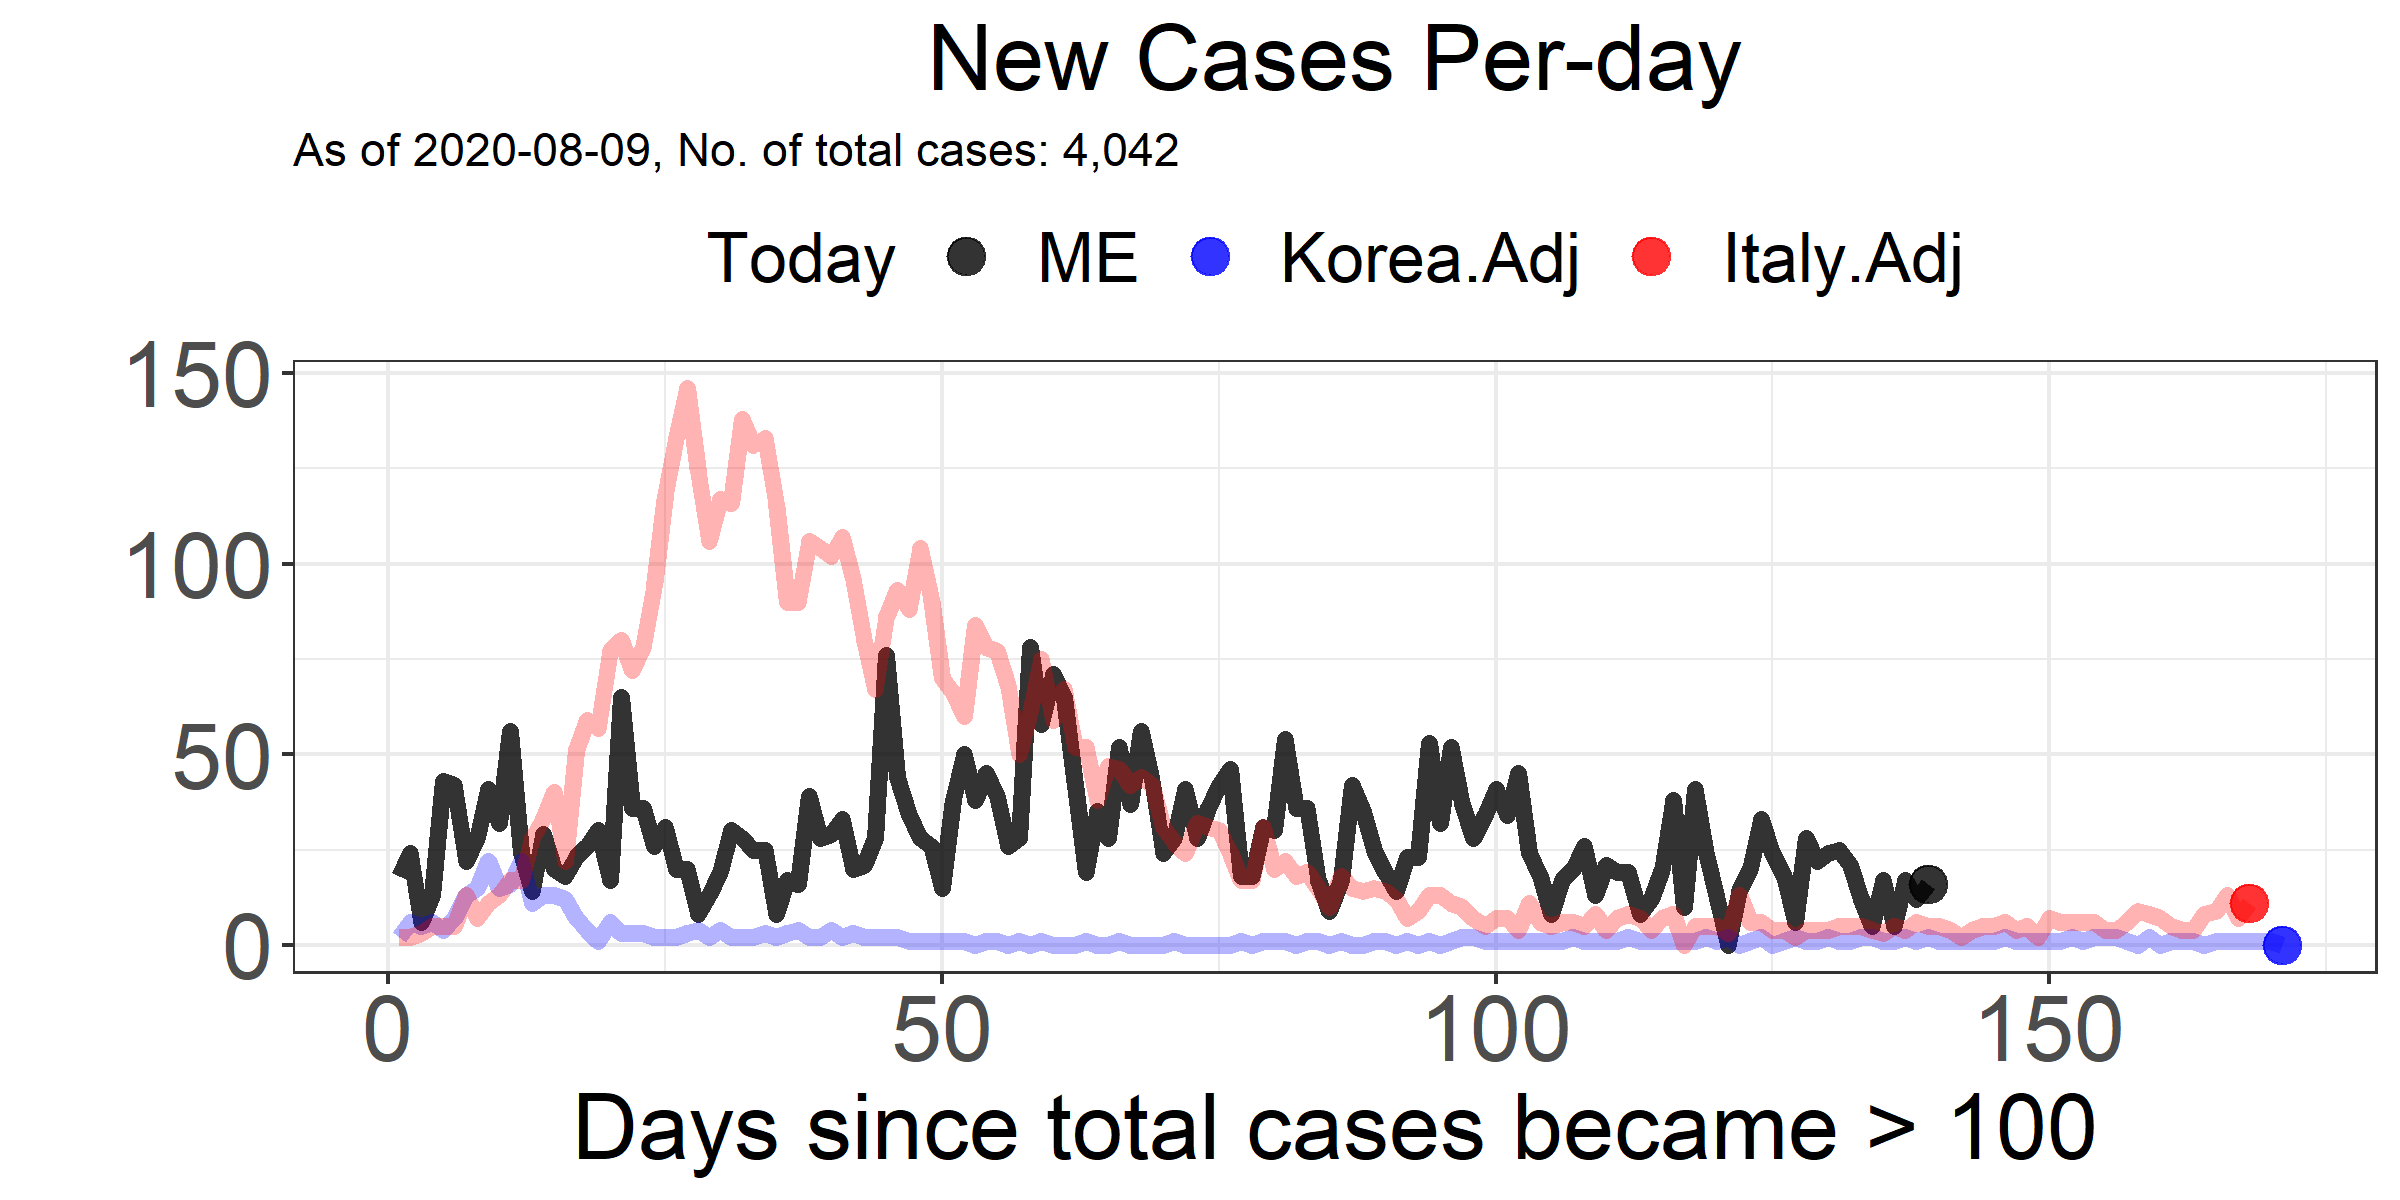 New Cases Per-day
As of 2020-08-09, No. of total cases: 4,042
Today ME Korea.Adj Italy.Adj
150
100
50
0
0 50 100 150
Days since total cases became > 100